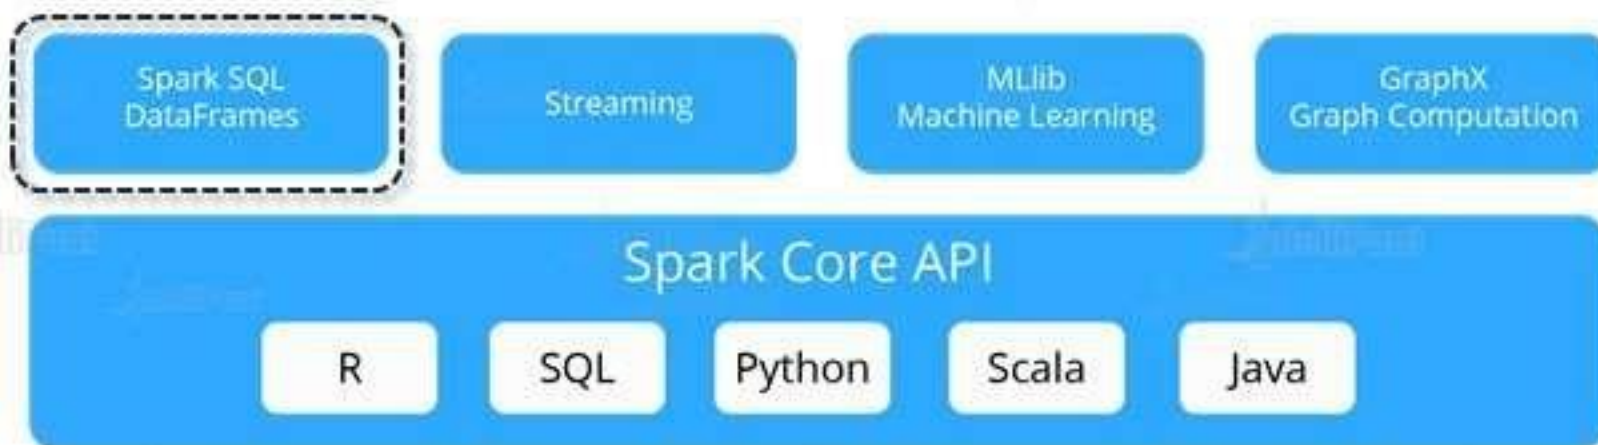 Spark SQL
DataFrames
Streaming
MLlib
Machine Learning
GraphX
Graph Computation
Spark Core API
R
SQL
Python
Scala
Java